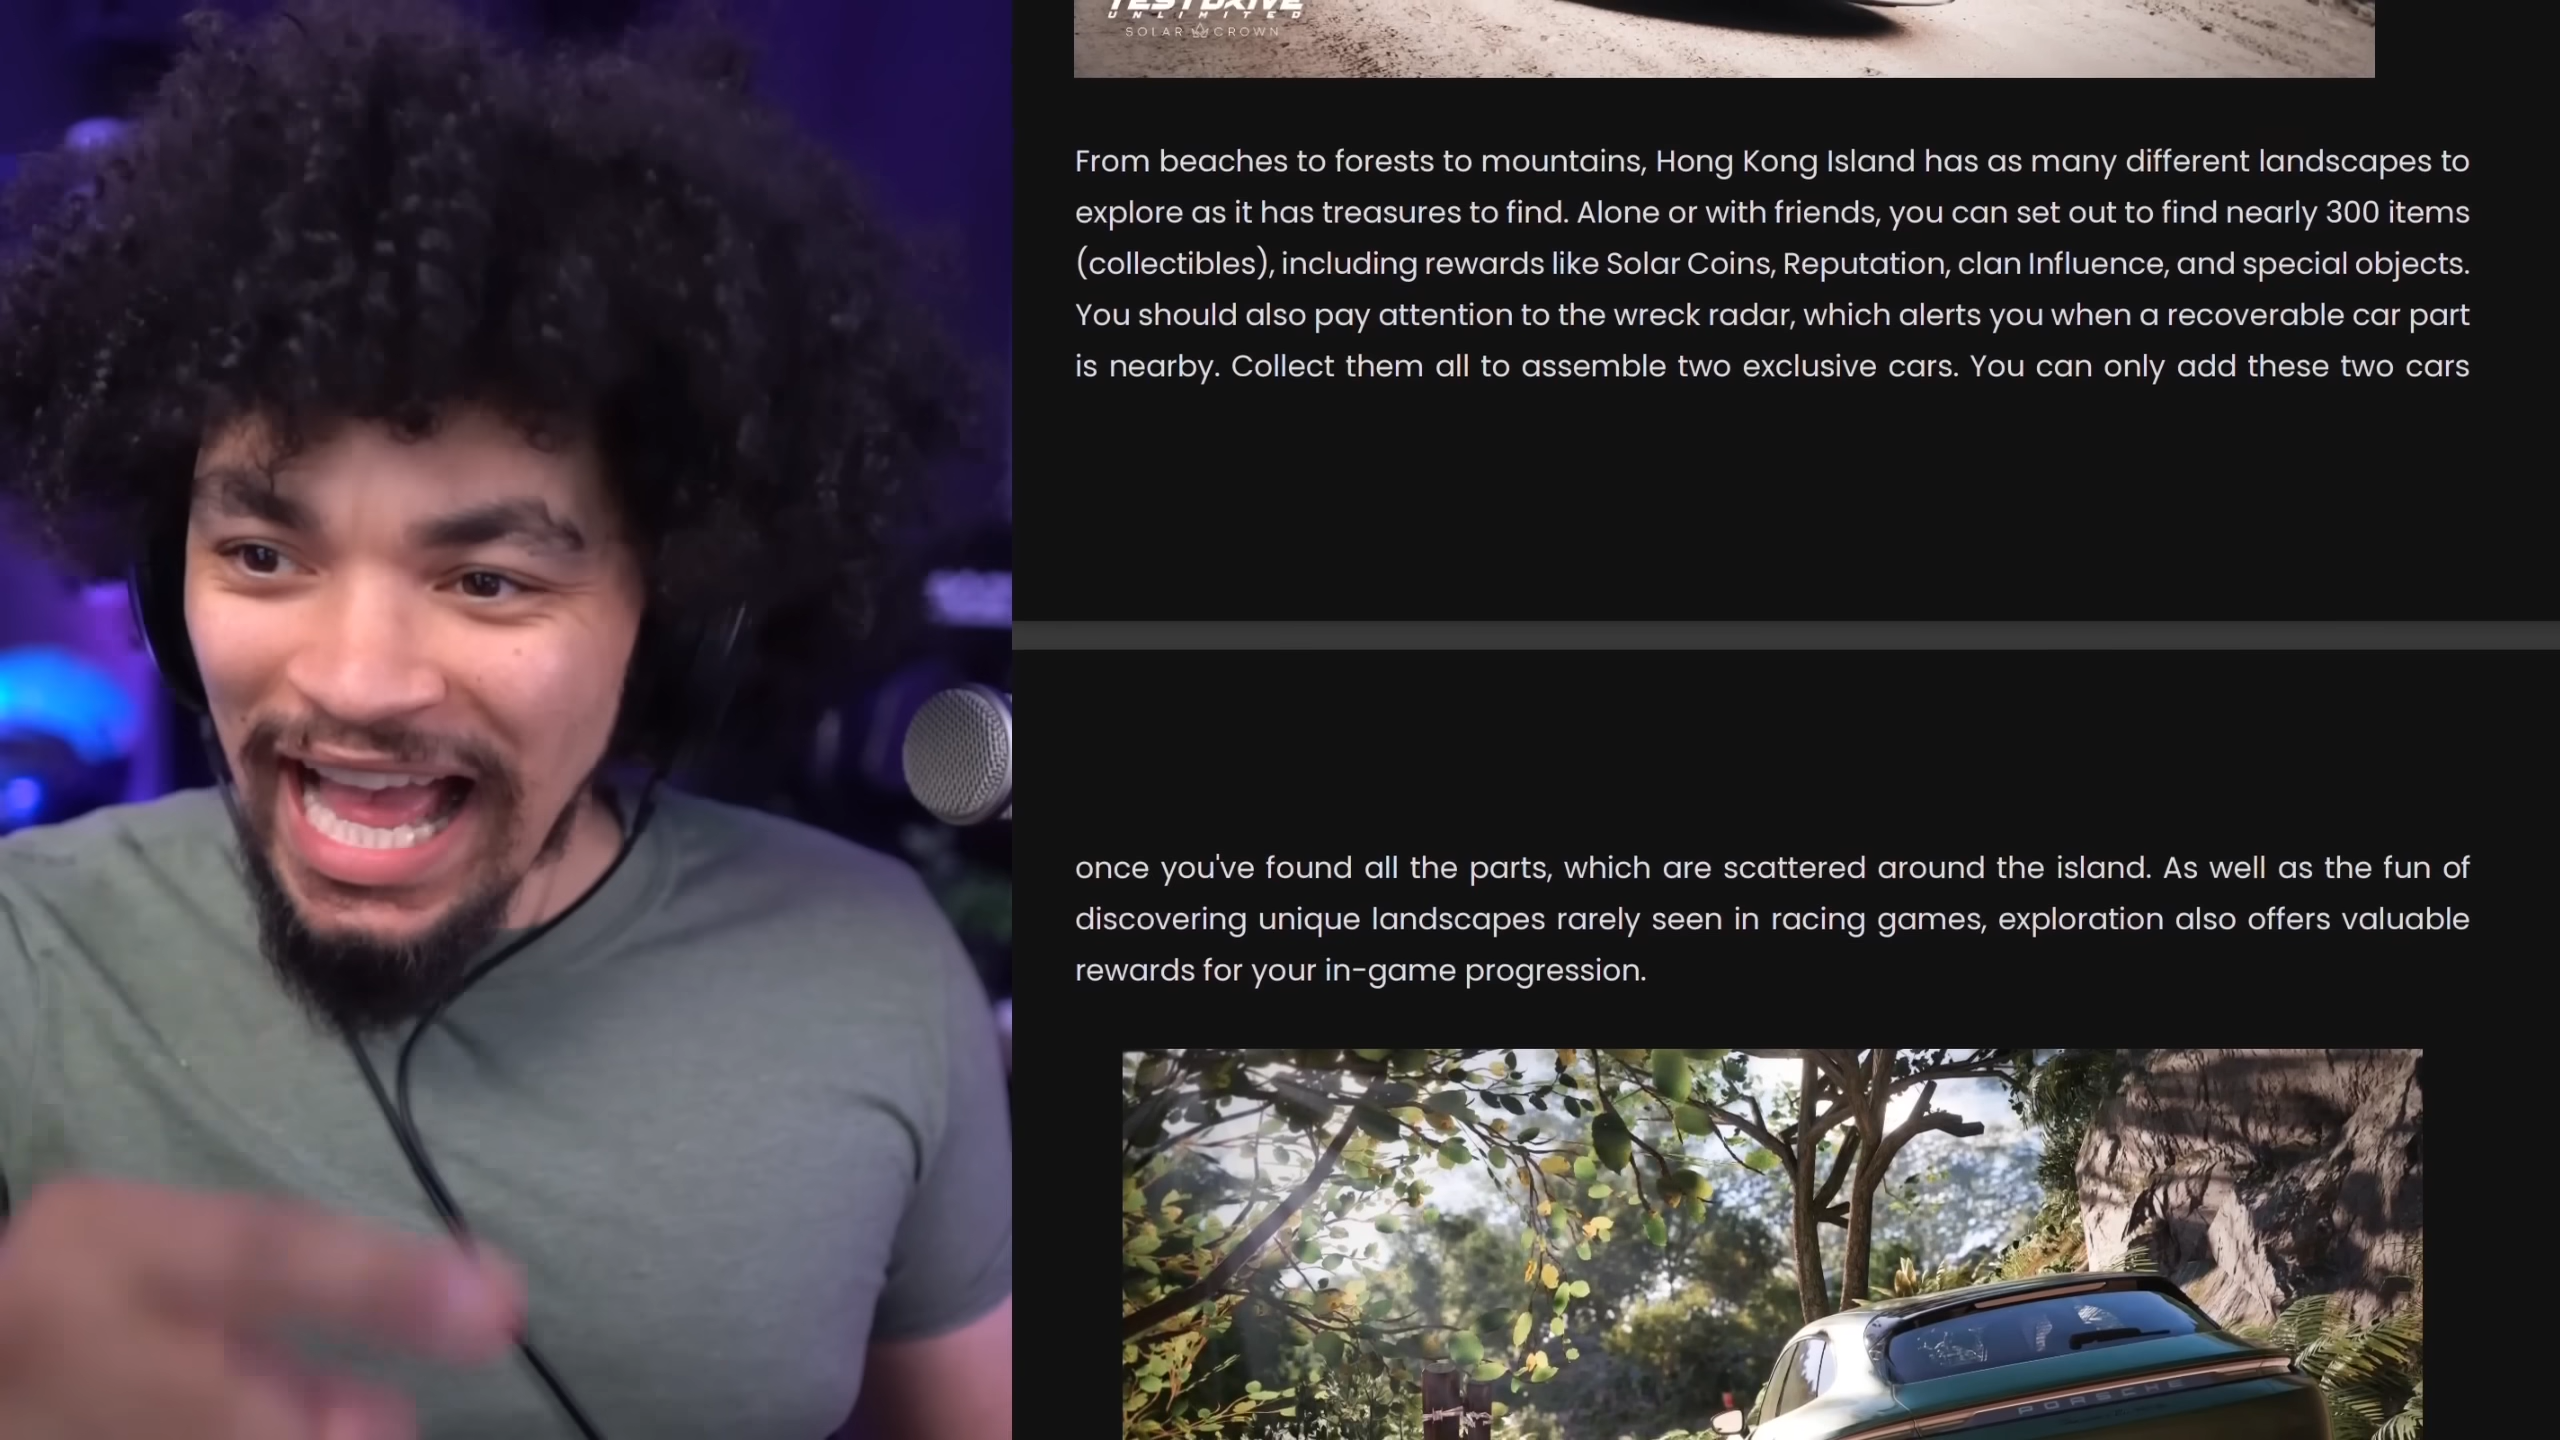 TEST DRIVE
UNLIMITED
SOLAR CROWN
From beaches to forests to mountains, Hong Kong Island has as many different landscapes to
explore as it has treasures to find. Alone or with friends, you can set out to find nearly 300 items
(collectibles), including rewards like Solar Coins, Reputation, clan Influence, and special objects.
You should also pay attention to the wreck radar, which alerts you when a recoverable car part
is nearby. Collect them all to assemble two exclusive cars. You can only add these two cars
once you've found all the parts, which are scattered around the island. As well as the fun of
discovering unique landscapes rarely seen in racing games, exploration also offers valuable
rewards for your in-game progression.
PORSCHE